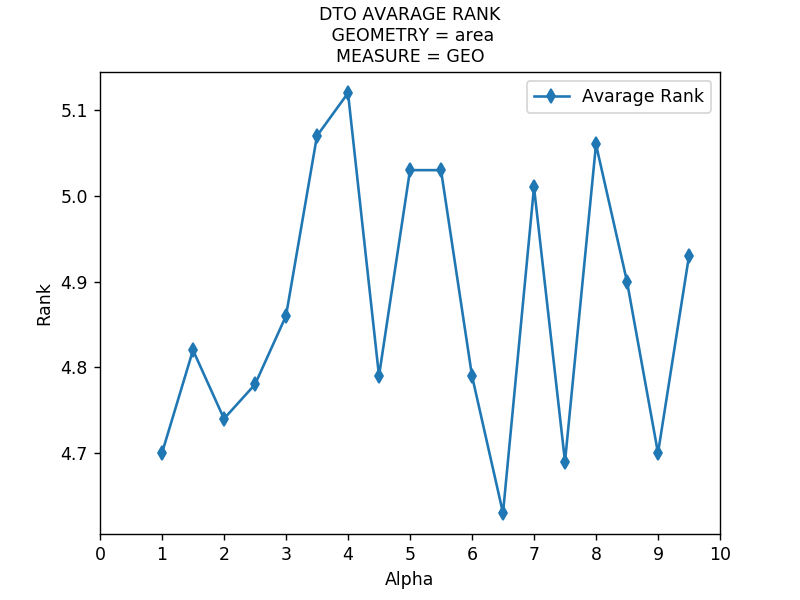 DTO AVARAGE RANK
GEOMETRY = area
MEASURE = GEO
Avarage Rank
5.1
5.0
4.9
4.8
4.7
Rank
0 1 2 3 4 5 6 7 8 9 10
Alpha